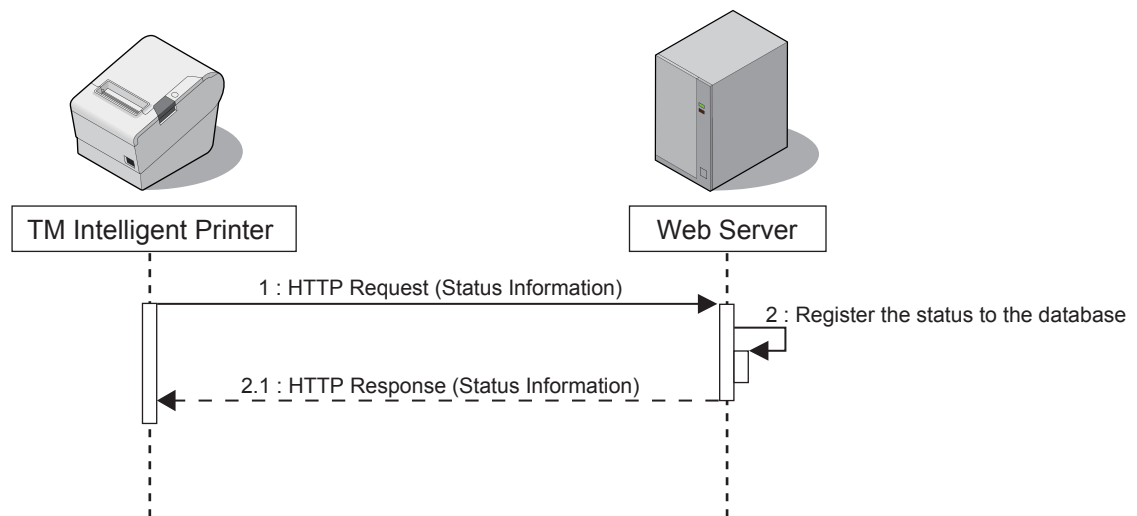 TM Intelligent Printer
Web Server
1 : HTTP Request (Status Information)
2 : Register the status to the database
2.1 : HTTP Response (Status Information)